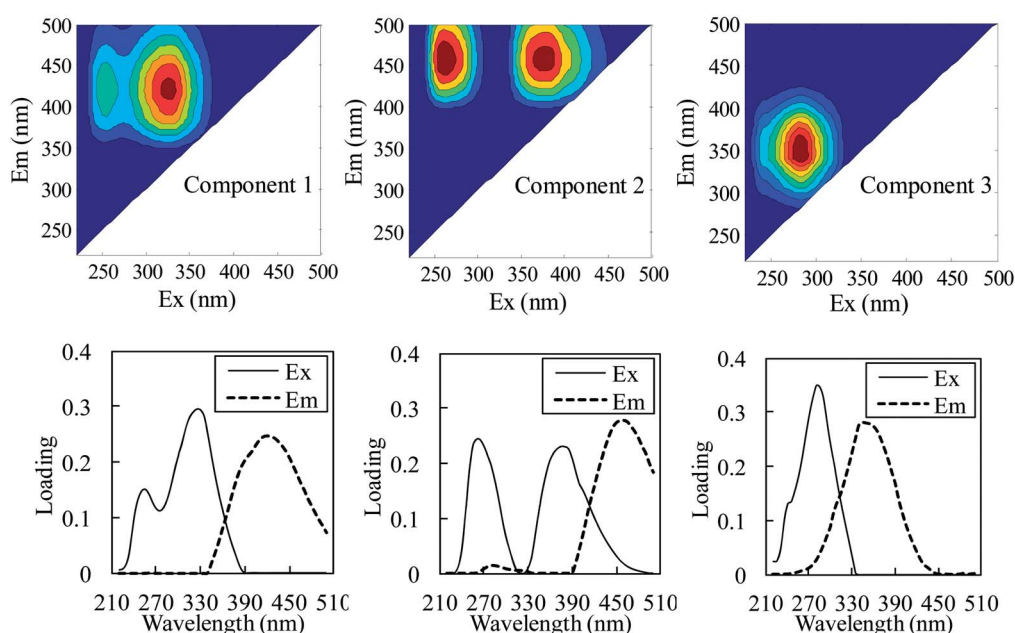 500
450
400
350
300
250
Em (nm)
Component 1
250 300 350 400 450 500
Ex (nm)
500
450
400
350
300
250
Em (nm)
Component 2
250 300 350 400 450 500
Ex (nm)
500
450
400
350
300
250
Em (nm)
Component 3
250 300 350 400 450 500
Ex (nm)
0.4
0.3
0.2
0.1
0
Loading
Ex
Em
210 270 330 390 450 510
Wavelength (nm)
0.4
0.3
0.2
0.1
0
Loading
Ex
Em
210 270 330 390 450 510
Wavelength (nm)
0.4
0.3
0.2
0.1
0
Loading
Ex
Em
210 270 330 390 450 510
Wavelength (nm)